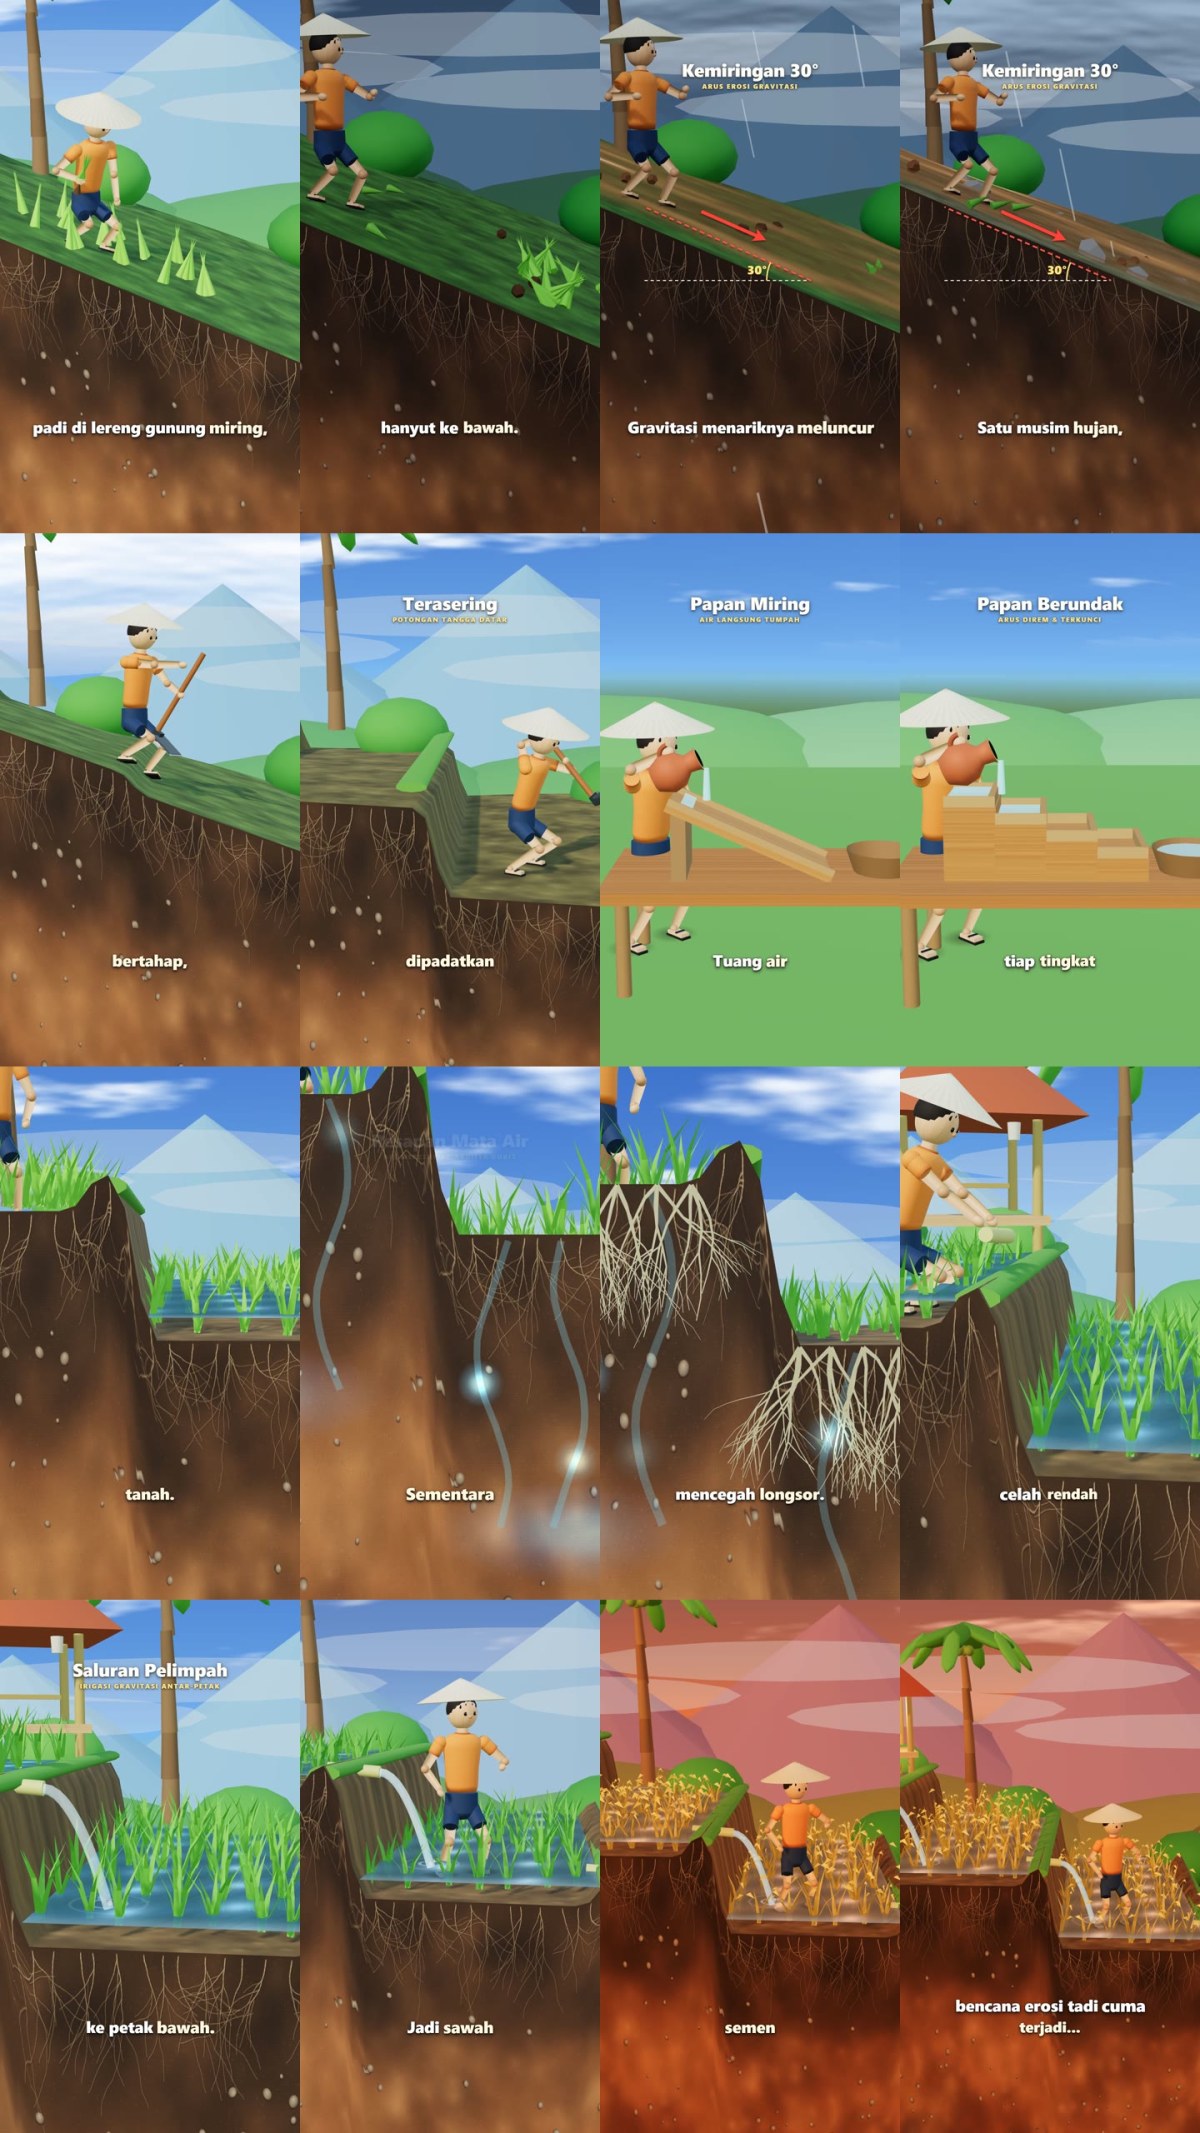 padi di lereng gunung miring,
hanyut ke bawah.
Kemiringan 30°
ARUS EROSI GRAVITASI
30°
Gravitasi menariknya meluncur
Kemiringan 30°
ARUS EROSI GRAVITASI
30°
Satu musim hujan,
bertahap,
Terasering
POTONGAN TANGGA DATAR
dipadatkan
Papan Miring
AIR LANGSUNG TUMPAH
Tuang air
Papan Berundak
ARUS DIREM & TERKUNCI
tiap tingkat
tanah.
Mata Air
Sementara
mencegah longsor.
celah rendah
Saluran Pelimpah
IRIGASI GRAVITASI ANTAR PETAK
ke petak bawah.
Jadi sawah
semen
bencana erosi tadi cuma
terjadi...